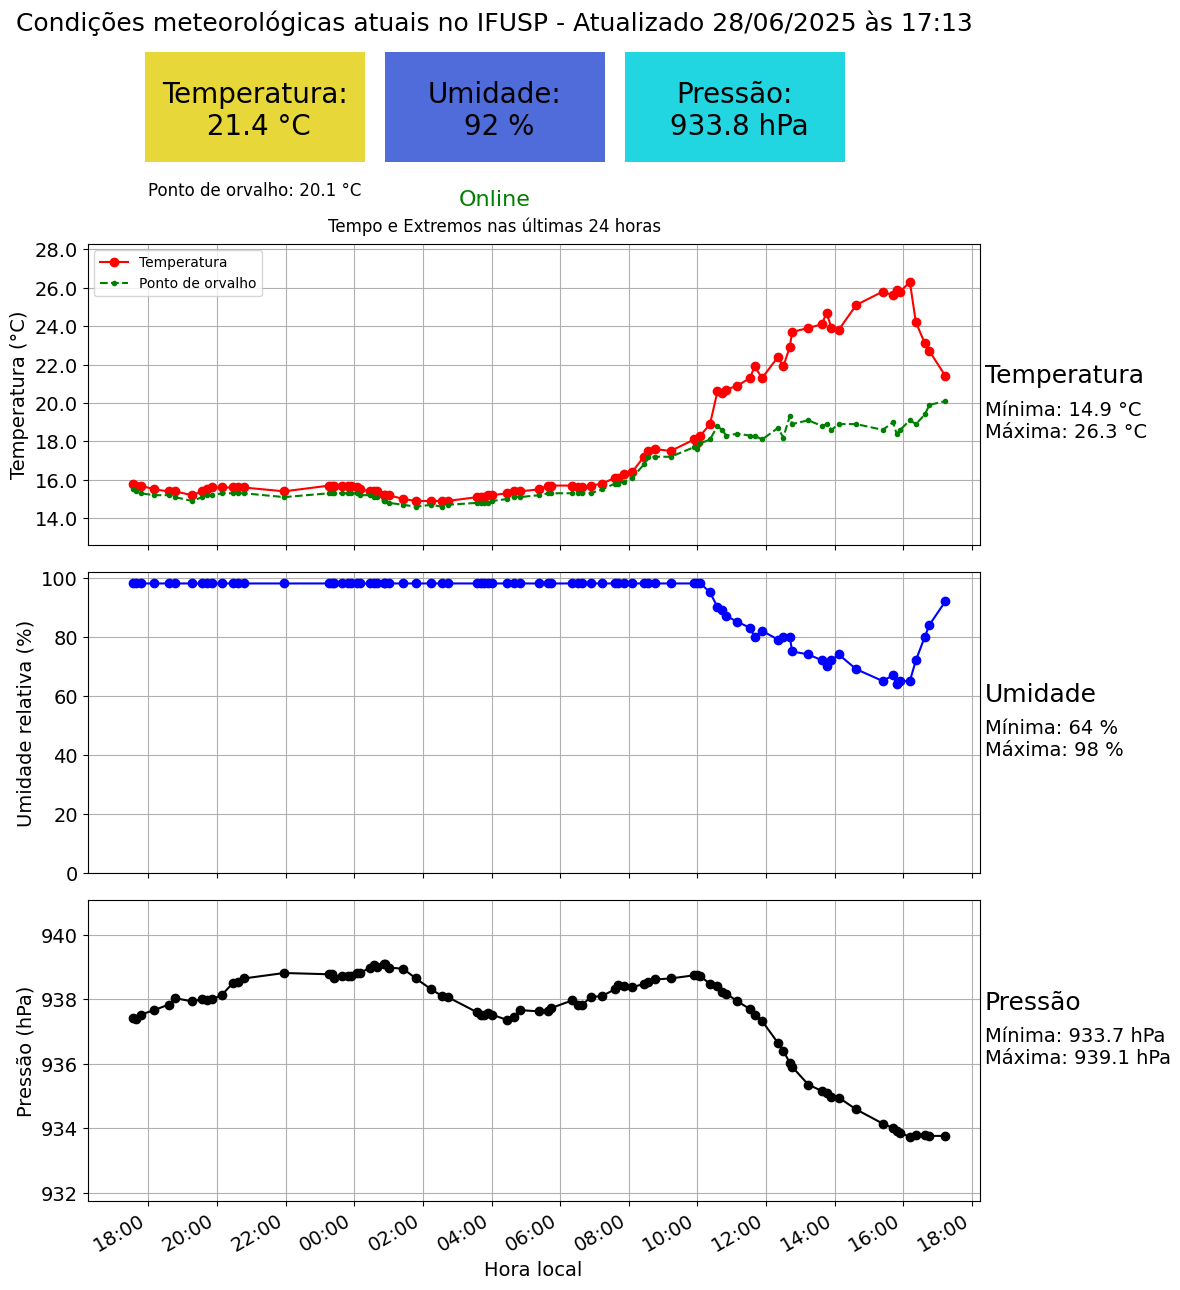 Condições meteorológicas atuais no IFUSP - Atualizado 28/06/2025 às 17:13
Temperatura:
21.4 °C
Umidade:
92 %
Pressão:
933.8 hPa
Ponto de orvalho: 20.1 °C
Online
Tempo e Extremos nas últimas 24 horas
Temperatura (°C)
28.0
26.0
24.0
22.0
20.0
18.0
16.0
14.0
Temperatura
Ponto de orvalho
Temperatura
Mínima: 14.9 °C
Máxima: 26.3 °C
Umidade relativa (%)
100
80
60
40
20
0
Umidade
Mínima: 64 %
Máxima: 98 %
Pressão (hPa)
940
938
936
934
932
Pressão
Mínima: 933.7 hPa
Máxima: 939.1 hPa
18:00
20:00
22:00
00:00
02:00
04:00
06:00
08:00
10:00
12:00
14:00
16:00
18:00
Hora local